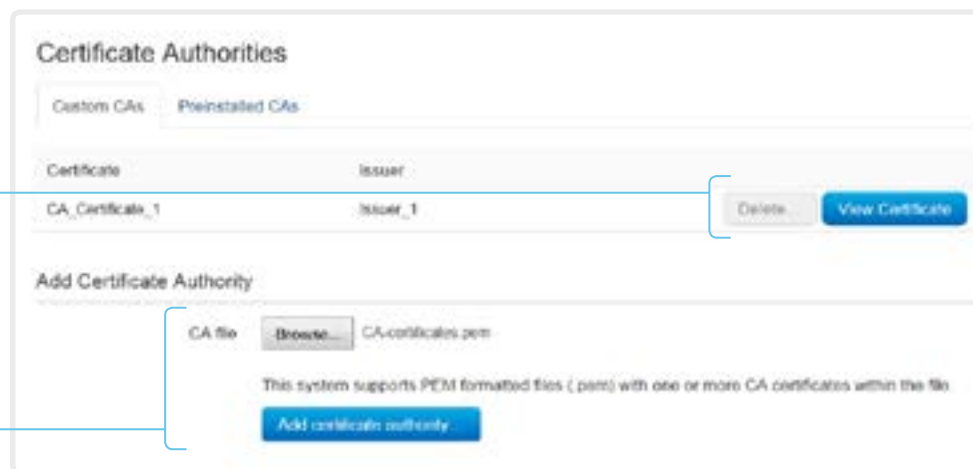 Certificate Authorities
Custom CAs Preinstalled CAs
Certificate Issuer
CA_Certificate_1 Issuer_1 Delete... View Certificate
Add Certificate Authority
CA file Browse... CA-certificates.pem
This system supports PEM formatted files (.pem) with one or more CA certificates within the file.
Add certificate authority...